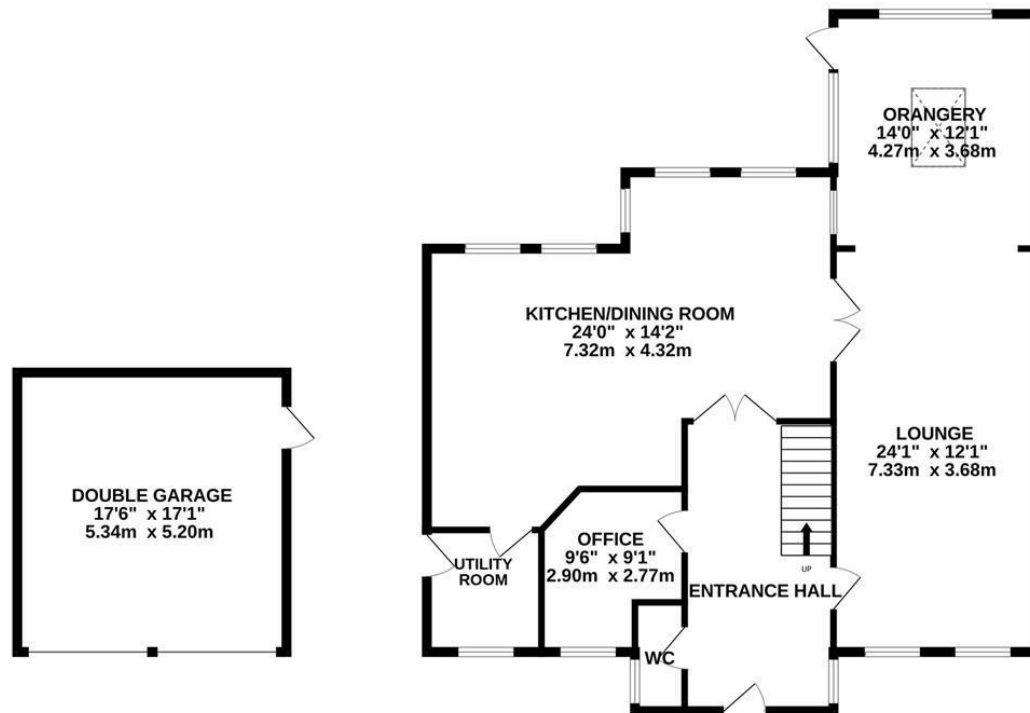 ORANGERY
14'0" x 12'1"
4.27m x 3.68m
KITCHEN/DINING ROOM
24'0" x 14'2"
7.32m x 4.32m
LOUNGE
24'1" x 12'1"
7.33m x 3.68m
DOUBLE GARAGE
17'6" x 17'1"
5.34m x 5.20m
OFFICE
9'6" x 9'1"
2.90m x 2.77m
UTILITY
ROOM
UP
ENTRANCE HALL
WC